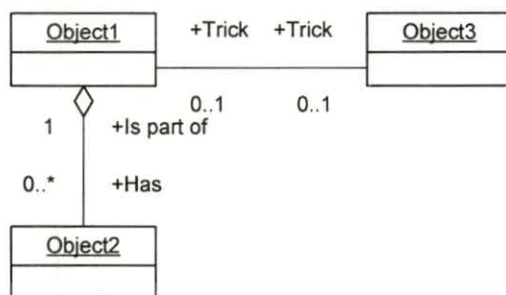 Object1 +Trick +Trick Object3
0..1 0..1
1 +Is part of
0..* +Has
Object2